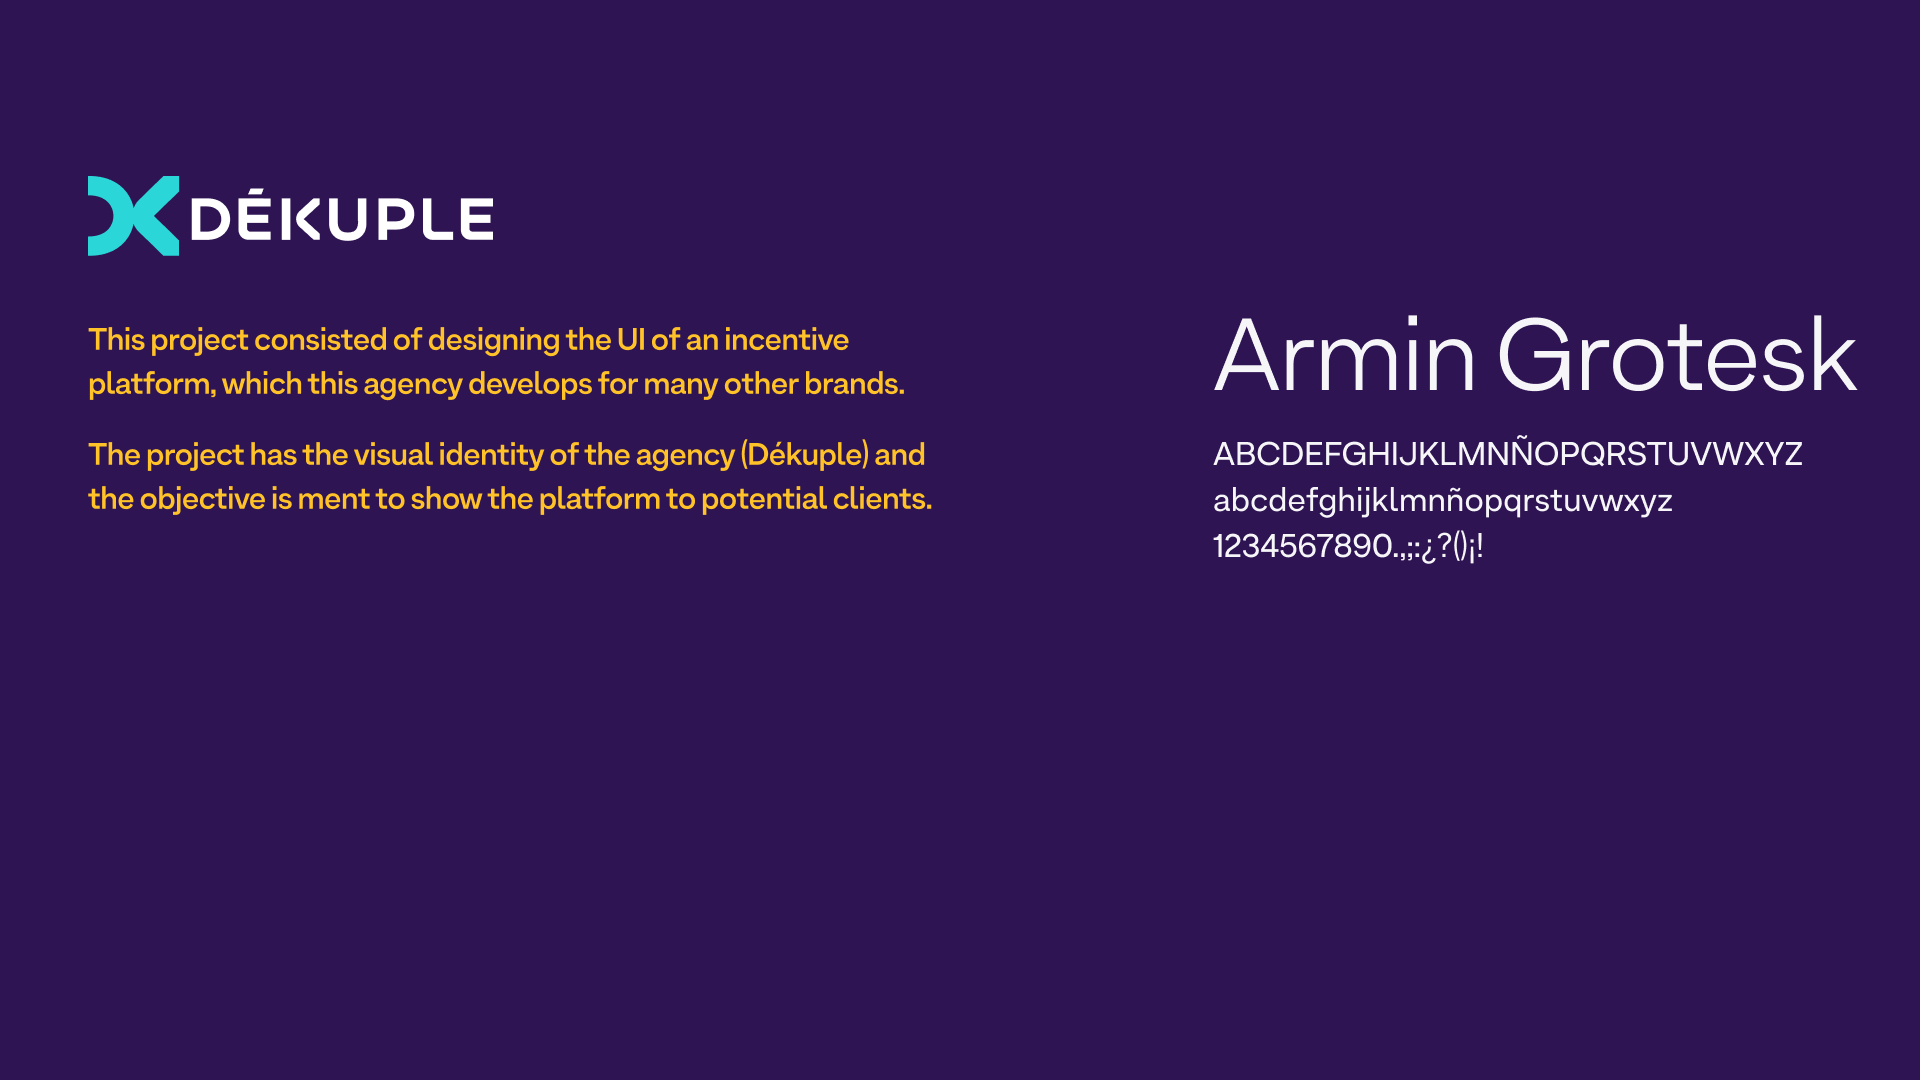 DÉKUPLE
This project consisted of designing the UI of an incentive
platform, which this agency develops for many other brands.
The project has the visual identity of the agency (Dékuple) and
the objective is ment to show the platform to potential clients.
Armin Grotesk
ABCDEFGHIJKLMNÑOPQRSTUVWXYZ
abcdefghijklmnñopqrstuvwxyz
1234567890.,;:¿?()¡!